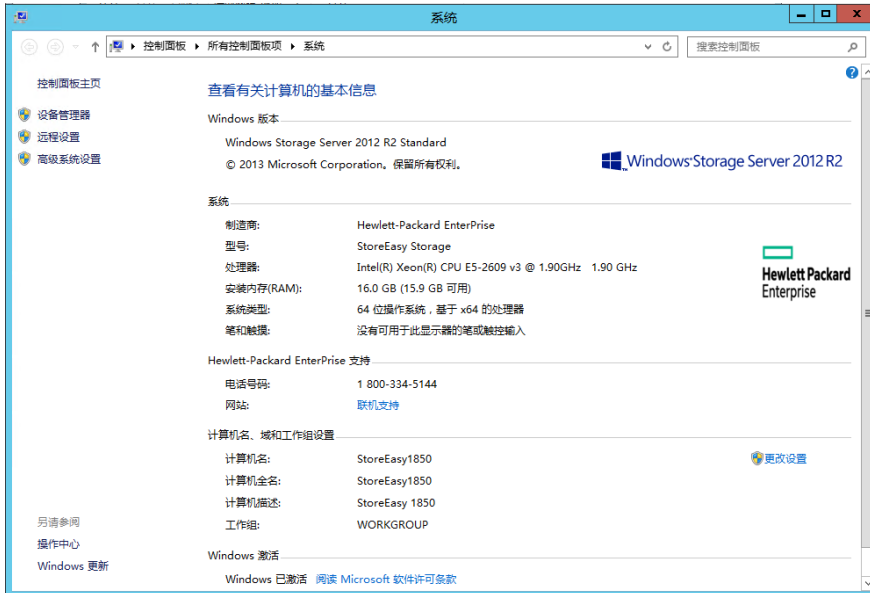 系统
控制面板 ▸ 所有控制面板项 ▸ 系统
搜索控制面板
控制面板主页
设备管理器
远程设置
高级系统设置
查看有关计算机的基本信息
Windows 版本
Windows Storage Server 2012 R2 Standard
© 2013 Microsoft Corporation。保留所有权利。
Windows Storage Server 2012 R2
系统
制造商: Hewlett-Packard EnterPrise
型号: StoreEasy Storage
处理器: Intel(R) Xeon(R) CPU E5-2609 v3 @ 1.90GHz 1.90 GHz
安装内存(RAM): 16.0 GB (15.9 GB 可用)
系统类型: 64 位操作系统，基于 x64 的处理器
笔和触摸: 没有可用于此显示器的笔或触控输入
Hewlett Packard
Enterprise
Hewlett-Packard EnterPrise 支持
电话号码: 1 800-334-5144
网站: 联机支持
计算机名、域和工作组设置
计算机名: StoreEasy1850
更改设置
计算机全名: StoreEasy1850
计算机描述: StoreEasy 1850
工作组: WORKGROUP
Windows 激活
Windows 已激活 阅读 Microsoft 软件许可条款
另请参阅
操作中心
Windows 更新